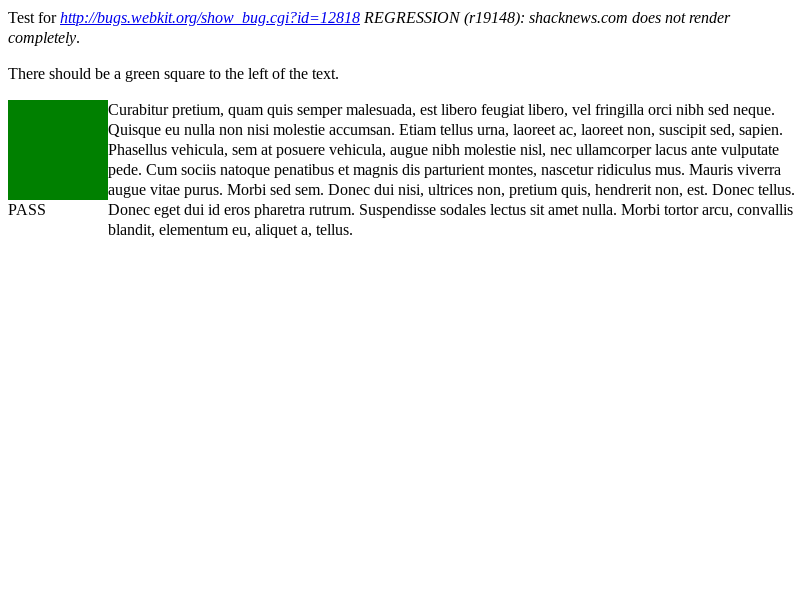 Test for http://bugs.webkit.org/show_bug.cgi?id=12818 REGRESSION (r19148): shacknews.com does not render
completely.
There should be a green square to the left of the text.
Curabitur pretium, quam quis semper malesuada, est libero feugiat libero, vel fringilla orci nibh sed neque.
Quisque eu nulla non nisi molestie accumsan. Etiam tellus urna, laoreet ac, laoreet non, suscipit sed, sapien.
Phasellus vehicula, sem at posuere vehicula, augue nibh molestie nisl, nec ullamcorper lacus ante vulputate
pede. Cum sociis natoque penatibus et magnis dis parturient montes, nascetur ridiculus mus. Mauris viverra
augue vitae purus. Morbi sed sem. Donec dui nisi, ultrices non, pretium quis, hendrerit non, est. Donec tellus.
PASS
Donec eget dui id eros pharetra rutrum. Suspendisse sodales lectus sit amet nulla. Morbi tortor arcu, convallis
blandit, elementum eu, aliquet a, tellus.